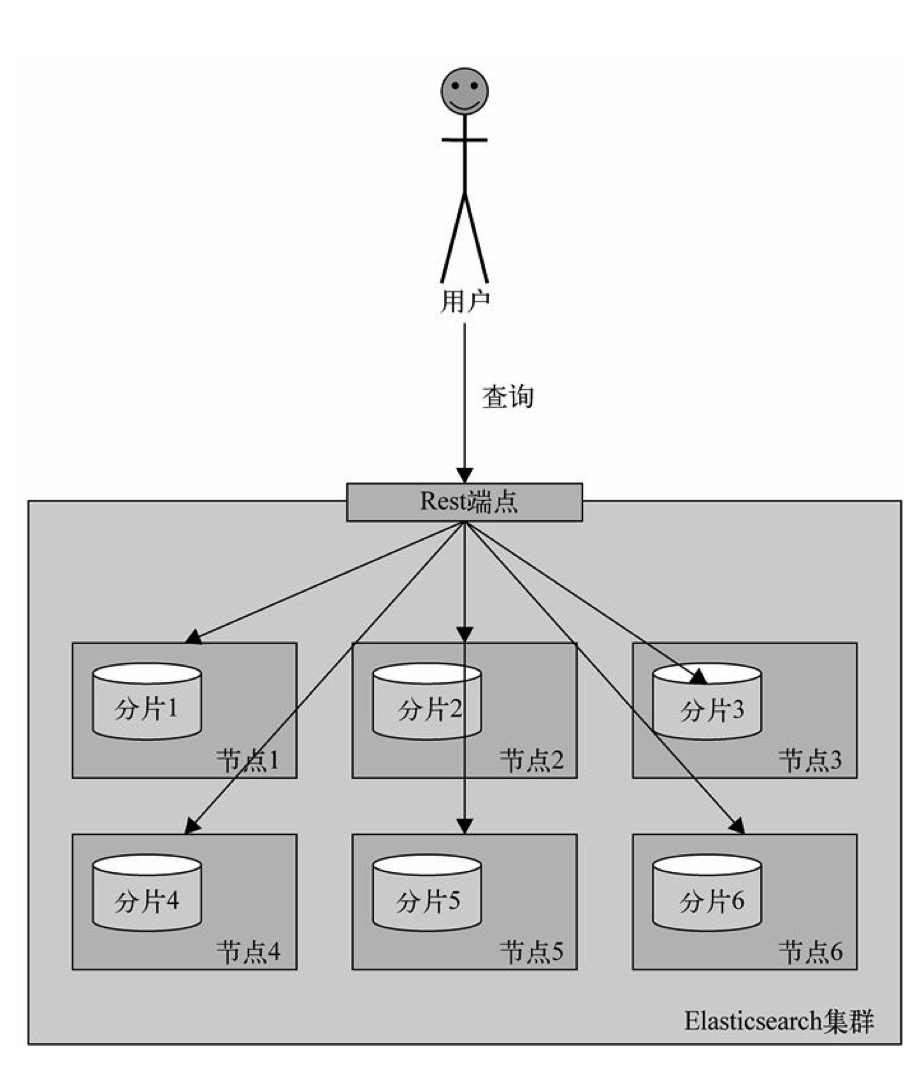 用户
查询
Rest端点
分片1
节点1
分片2
节点2
分片3
节点3
分片4
节点4
分片5
节点5
分片6
节点6
Elasticsearch集群